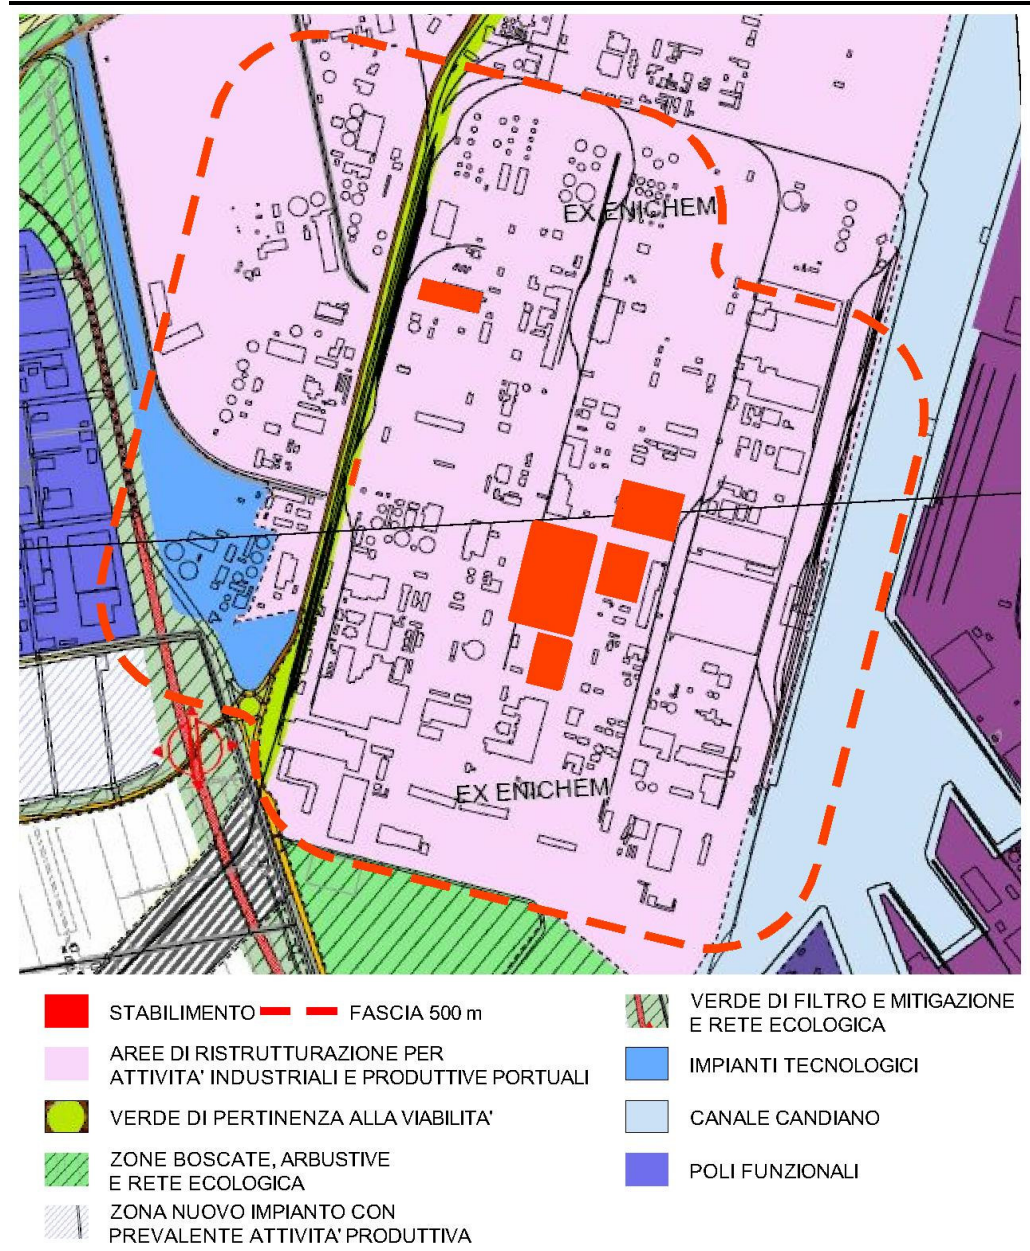 EX ENICHEM
EX ENICHEM
STABILIMENTO
FASCIA 500 m
AREE DI RISTRUTTURAZIONE PER
ATTIVITA' INDUSTRIALI E PRODUTTIVE PORTUALI
VERDE DI PERTINENZA ALLA VIABILITA'
ZONE BOSCATE, ARBUSTIVE
E RETE ECOLOGICA
ZONA NUOVO IMPIANTO CON
PREVALENTE ATTIVITA' PRODUTTIVA
VERDE DI FILTRO E MITIGAZIONE
E RETE ECOLOGICA
IMPIANTI TECNOLOGICI
CANALE CANDIANO
POLI FUNZIONALI